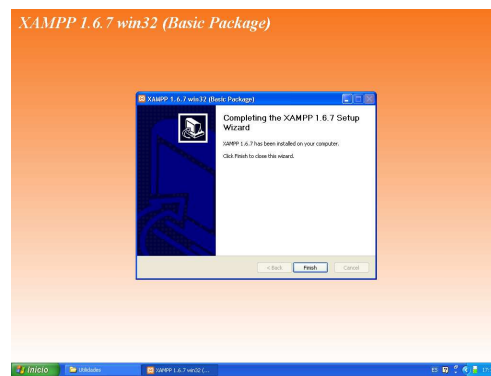 XAMPP 1.6.7 win32 (Basic Package)
XAMPP 1.6.7 win32 (Basic Package)
Completing the XAMPP 1.6.7 Setup
Wizard
XAMPP 1.6.7 has been installed on your computer.
Click Finish to close this wizard.
< Back Finish Cancel
Inicio Utilidades XAMPP 1.6.7 win32 (... ES